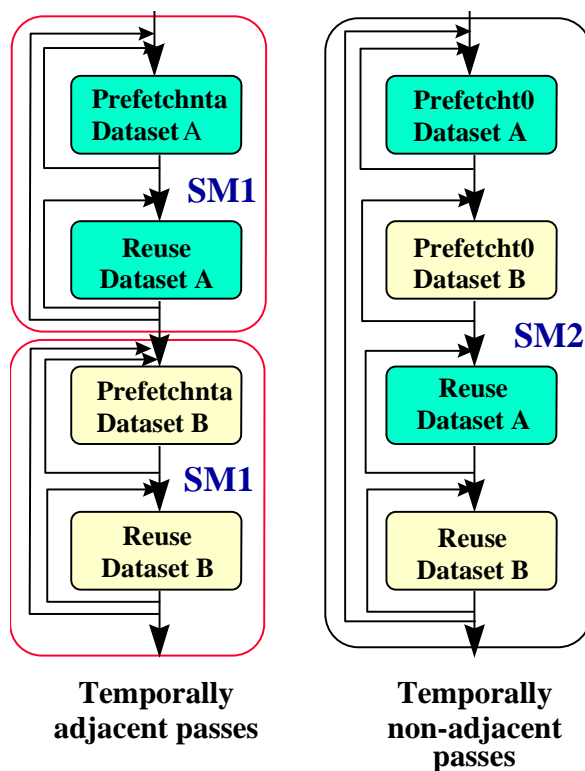 Prefetchnta
Dataset A
SM1
Reuse
Dataset A
Prefetchnta
Dataset B
SM1
Reuse
Dataset B
Temporally
adjacent passes
Prefetcht0
Dataset A
Prefetcht0
Dataset B
SM2
Reuse
Dataset A
Reuse
Dataset B
Temporally
non-adjacent
passes